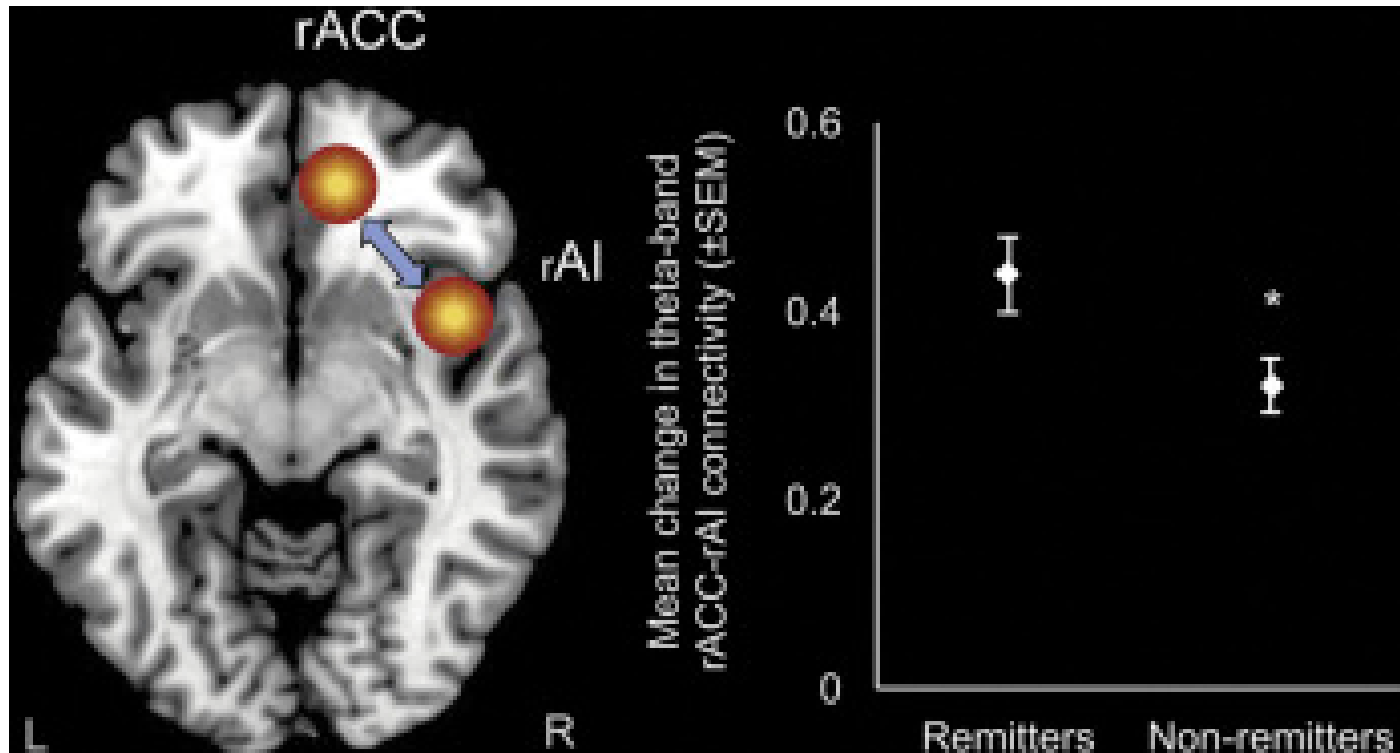 rACC
rAI
L
R
Mean change in theta-band
rACC-rAI connectivity (±SEM)
0.6
0.4
0.2
0
*
Remitters
Non-remitters